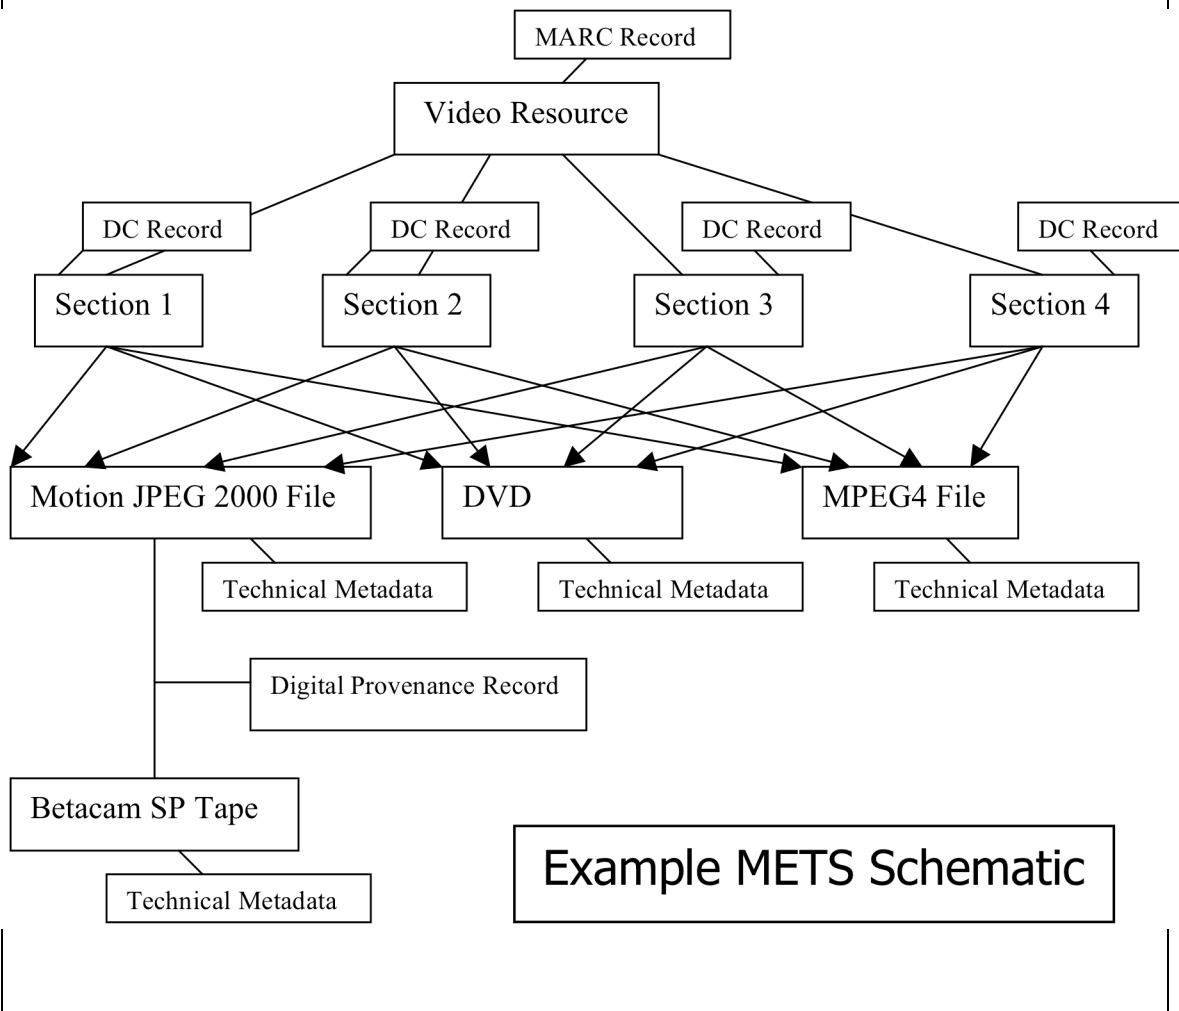 MARC Record
Video Resource
DC Record
DC Record
DC Record
DC Record
Section 1
Section 2
Section 3
Section 4
Motion JPEG 2000 File
DVD
MPEG4 File
Technical Metadata
Technical Metadata
Technical Metadata
Digital Provenance Record
Betacam SP Tape
Example METS Schematic
Technical Metadata